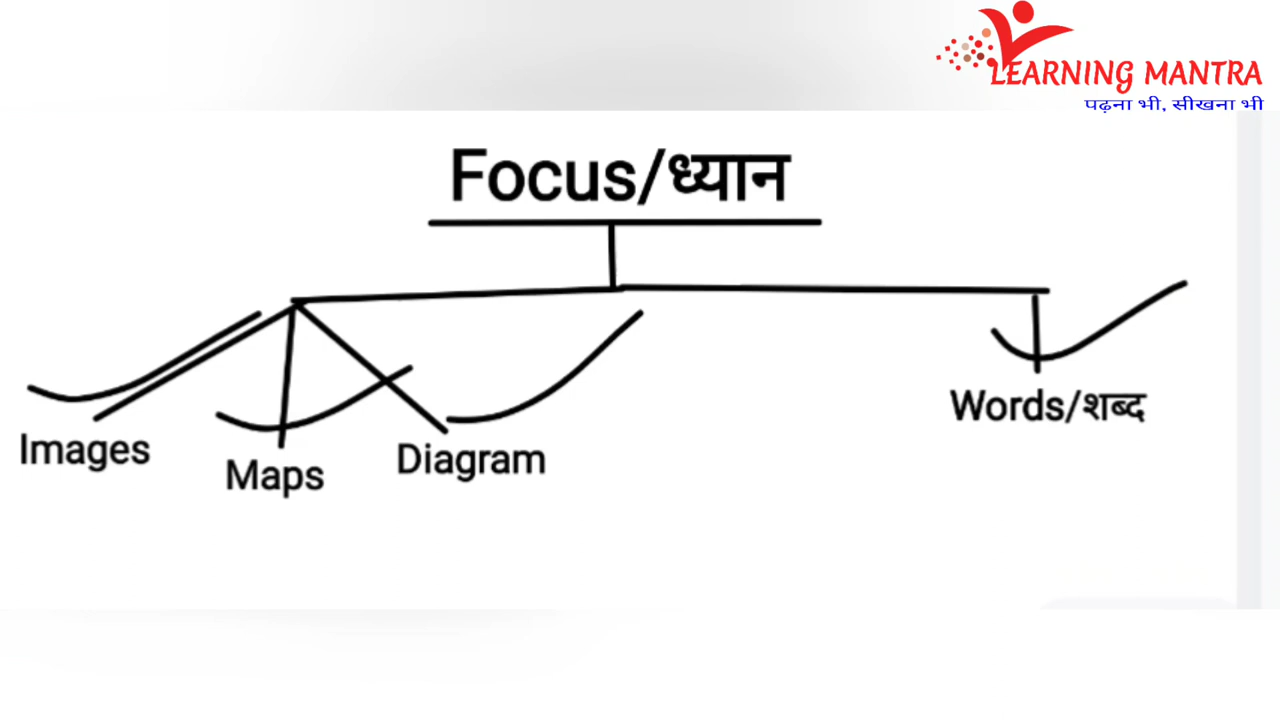 LEARNING MANTRA
पढ़ना भी, सीखना भी
Focus/ध्यान
Images
Maps
Diagram
Words/शब्द